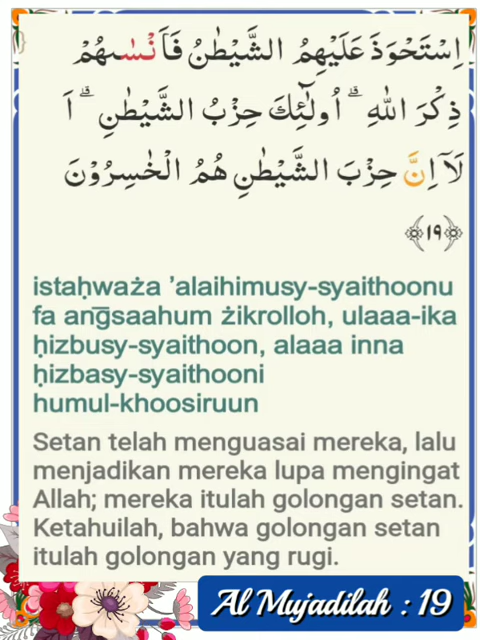 اِسْتَحْوَذَ عَلَيْهِمُ الشَّيْطٰنُ فَاَنْسٰىهُمْ
ذِكْرَ اللّٰهِ ۗ اُولٰۤىِٕكَ حِزْبُ الشَّيْطٰنِ ۗ اَ
لَآ اِنَّ حِزْبَ الشَّيْطٰنِ هُمُ الْخٰسِرُوْنَ
﴿١٩﴾
istaḥważa 'alaihimusy-syaithoonu
fa ang̅saahum żikrolloh, ulaaa-ika
ḥizbusy-syaithoon, alaaa inna
ḥizbasy-syaithooni
humul-khoosiruun
Setan telah menguasai mereka, lalu
menjadikan mereka lupa mengingat
Allah; mereka itulah golongan setan.
Ketahuilah, bahwa golongan setan
itulah golongan yang rugi.
Al Mujadilah : 19